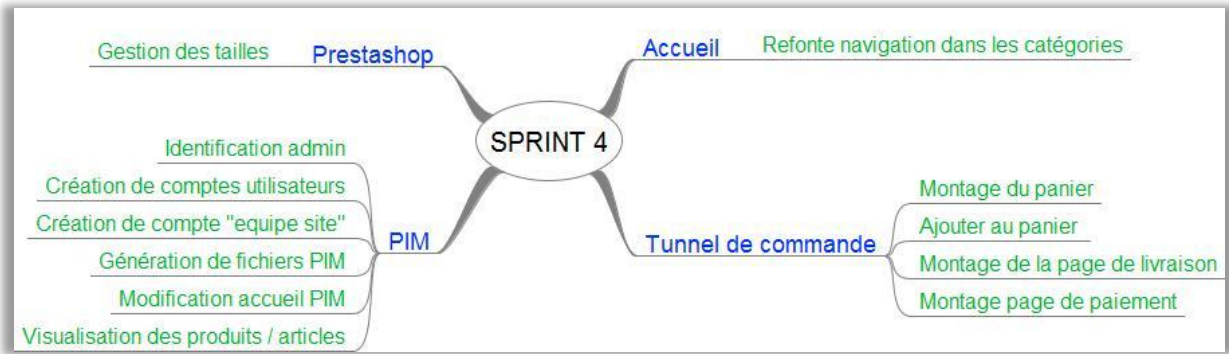 Gestion des tailles
Prestashop
Accueil
Refonte navigation dans les catégories
SPRINT 4
Identification admin
Création de comptes utilisateurs
Création de compte "equipe site"
Génération de fichiers PIM
Modification accueil PIM
Visualisation des produits / articles
PIM
Tunnel de commande
Montage du panier
Ajouter au panier
Montage de la page de livraison
Montage page de paiement